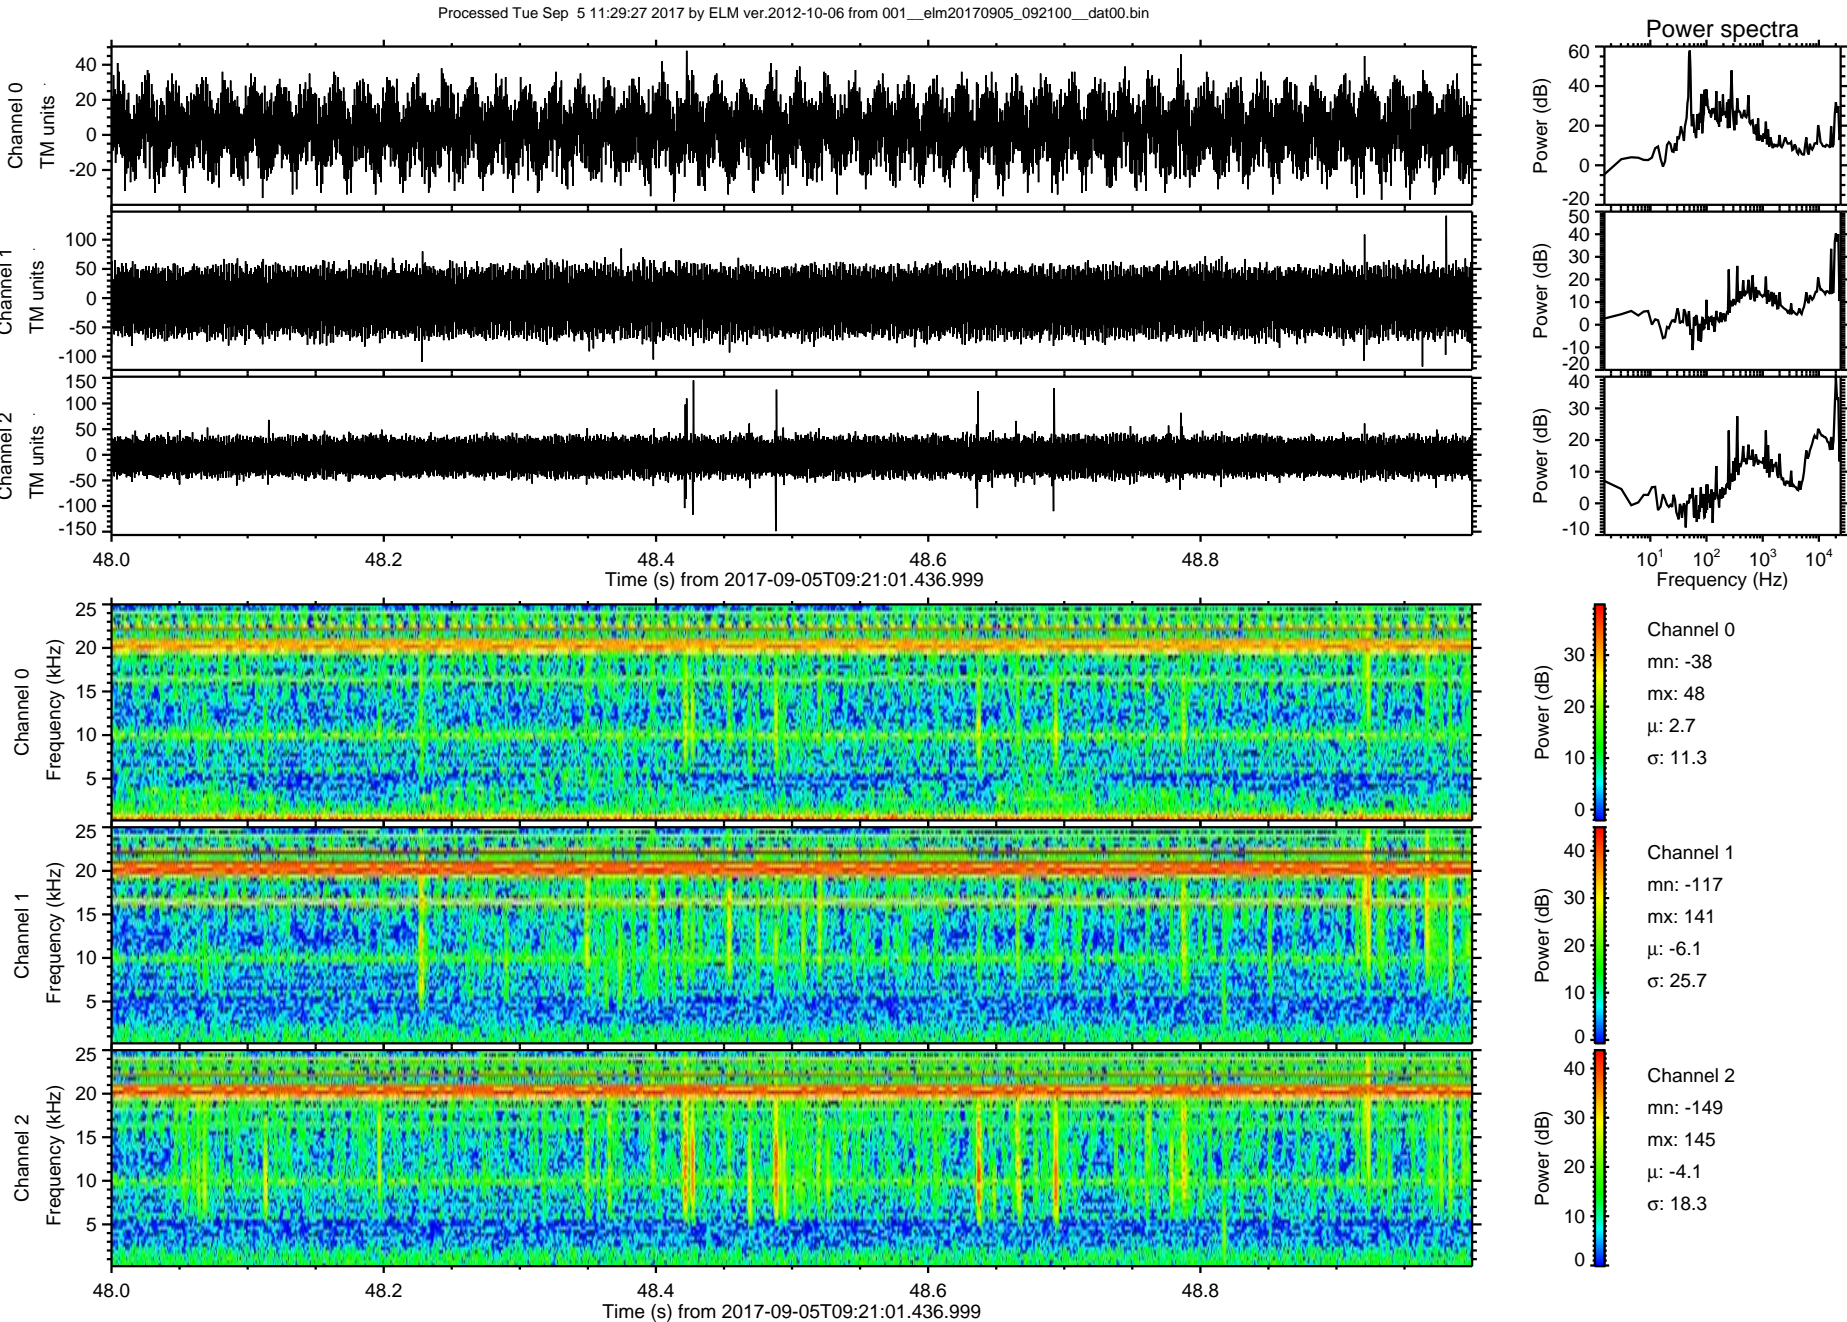 Processed Tue Sep  5 11:29:27 2017 by ELM ver.2012-10-06 from 001__elm20170905_092100__dat00.bin
Power spectra
Channel 0
TM units
40
20
0
-20
Power (dB)
60
40
20
0
-20
Channel 1
TM units
100
50
0
-50
-100
Power (dB)
50
40
30
20
10
0
-10
-20
Channel 2
TM units
150
100
50
0
-50
-100
-150
Power (dB)
40
30
20
10
0
-10
48.0 48.2 48.4 48.6 48.8
Time (s) from 2017-09-05T09:21:01.436.999
10^1 10^2 10^3 10^4
Frequency (Hz)
Channel 0
Frequency (kHz)
25
20
15
10
5
Power (dB)
30
20
10
0
Channel 0
mn: -38
mx: 48
μ: 2.7
σ: 11.3
Channel 1
Frequency (kHz)
25
20
15
10
5
Power (dB)
40
30
20
10
0
Channel 1
mn: -117
mx: 141
μ: -6.1
σ: 25.7
Channel 2
Frequency (kHz)
25
20
15
10
5
Power (dB)
40
30
20
10
0
Channel 2
mn: -149
mx: 145
μ: -4.1
σ: 18.3
48.0 48.2 48.4 48.6 48.8
Time (s) from 2017-09-05T09:21:01.436.999